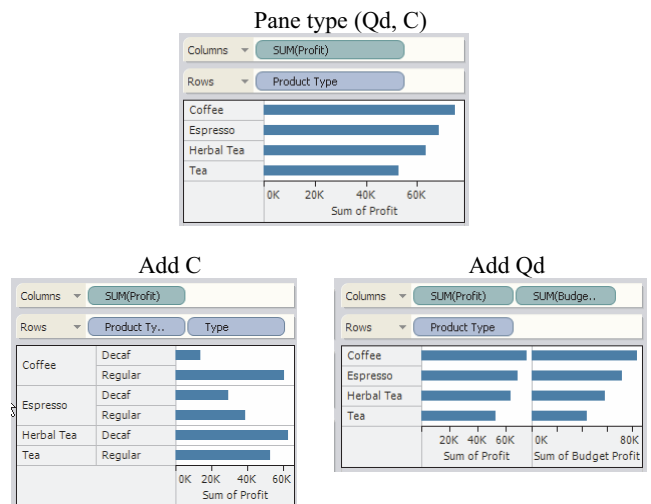 Pane type (Qd, C)
Columns SUM(Profit)
Rows Product Type
Coffee
Espresso
Herbal Tea
Tea
0K 20K 40K 60K
Sum of Profit
Add C
Columns SUM(Profit)
Rows Product Ty.. Type
Coffee Decaf
Regular
Espresso Decaf
Regular
Herbal Tea Decaf
Tea Regular
0K 20K 40K 60K
Sum of Profit
Add Qd
Columns SUM(Profit) SUM(Budge..
Rows Product Type
Coffee
Espresso
Herbal Tea
Tea
20K 40K 60K 0K 80K
Sum of Profit Sum of Budget Profit